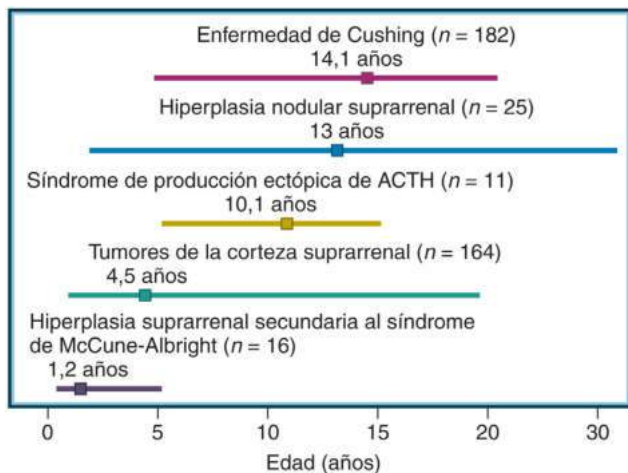 Enfermedad de Cushing (n = 182)
14,1 años
Hiperplasia nodular suprarrenal (n = 25)
13 años
Síndrome de producción ectópica de ACTH (n = 11)
10,1 años
Tumores de la corteza suprarrenal (n = 164)
4,5 años
Hiperplasia suprarrenal secundaria al síndrome
de McCune-Albright (n = 16)
1,2 años
0 5 10 15 20 30
Edad (años)